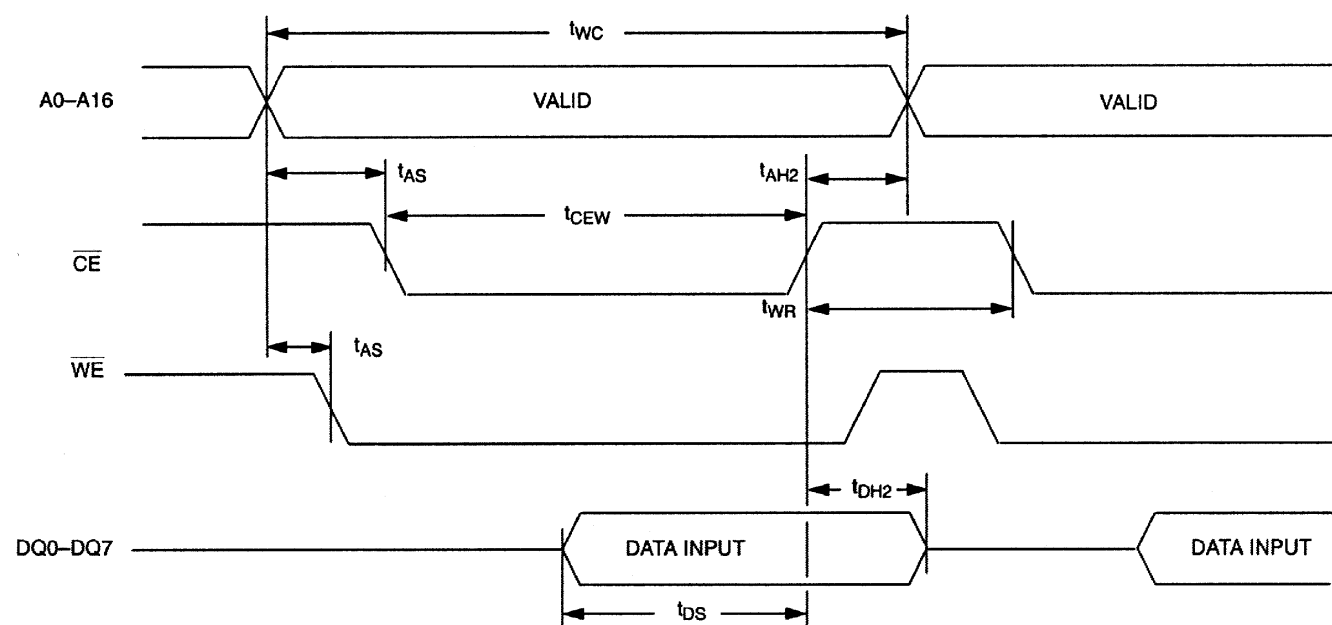 tWC
A0–A16 VALID VALID
tAS tAH2
tCEW
CE
tWR
tAS
WE
tDH2
DQ0–DQ7 DATA INPUT DATA INPUT
tDS